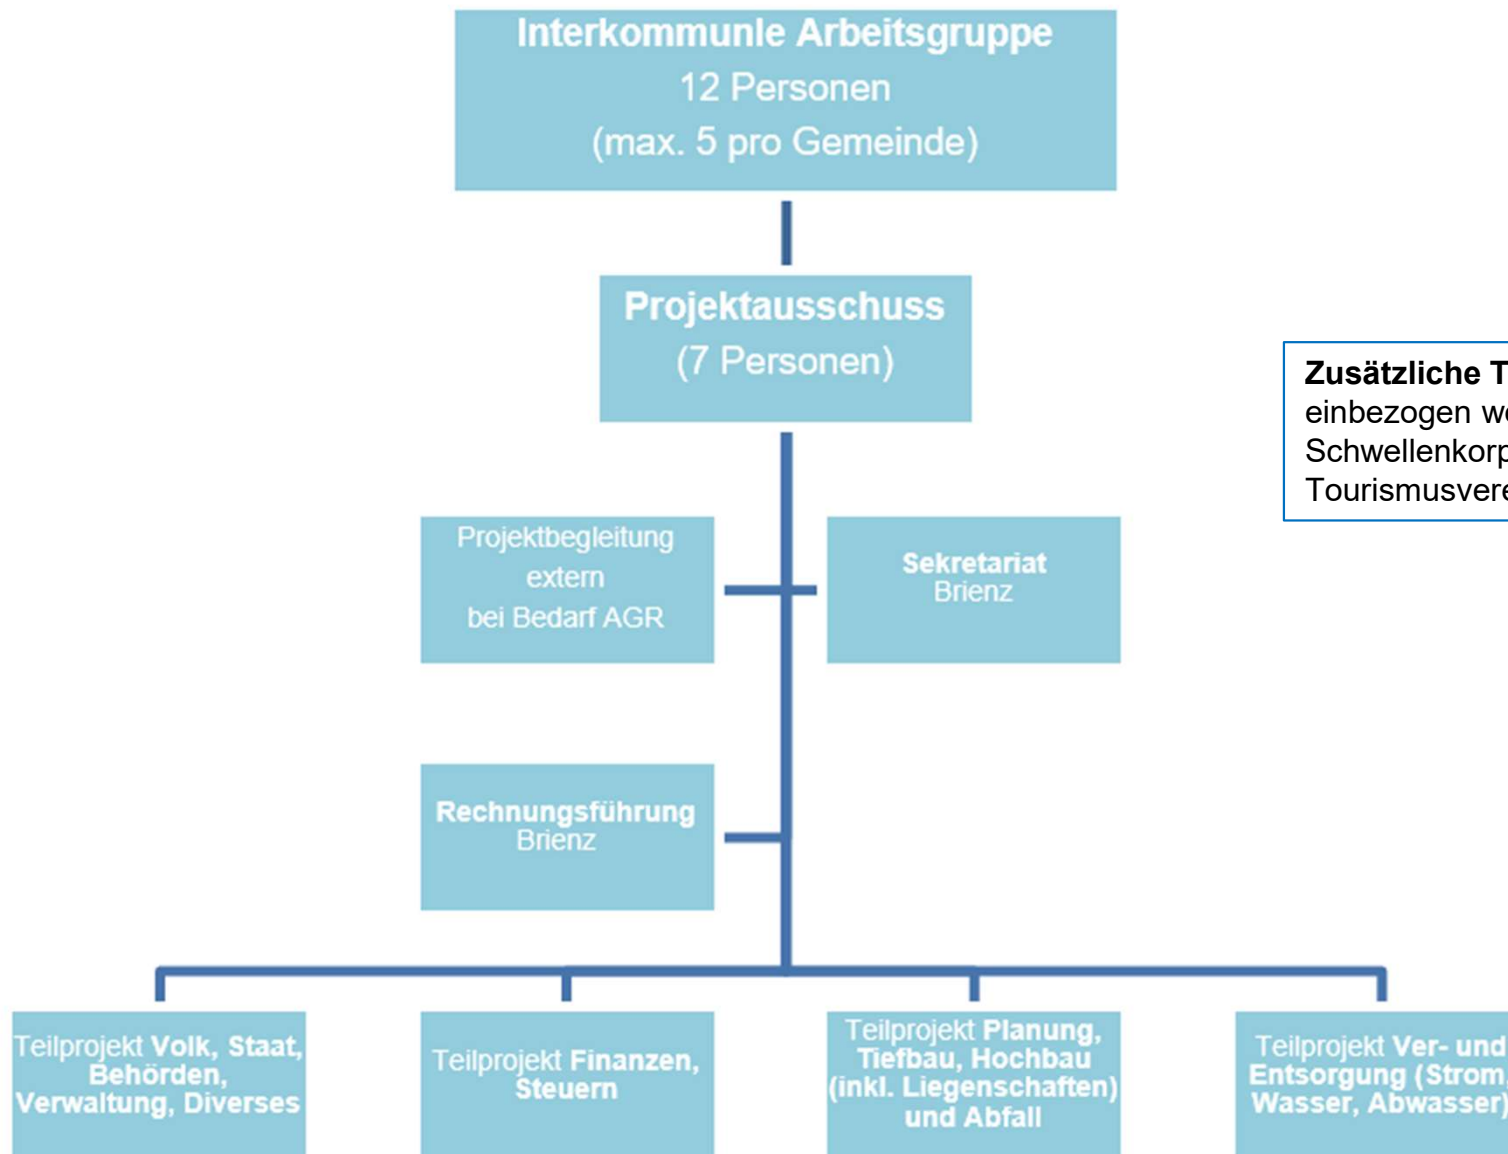 Interkommunle Arbeitsgruppe
12 Personen
(max. 5 pro Gemeinde)
Projektausschuss
(7 Personen)
Zusätzliche
einbezogen
Projektbegleitung
extern
bei Bedarf AGR
Sekretariat
Brienz
Rechnungsführung
Brienz
Teilprojekt Volk, Staat,
Behörden,
Verwaltung, Diverses
Teilprojekt Finanzen,
Steuern
Teilprojekt Planung,
Tiefbau, Hochbau
(inkl. Liegenschaften)
und Abfall
Teilprojekt Ver- und
Entsorgung (Strom,
Wasser, Abwasser)